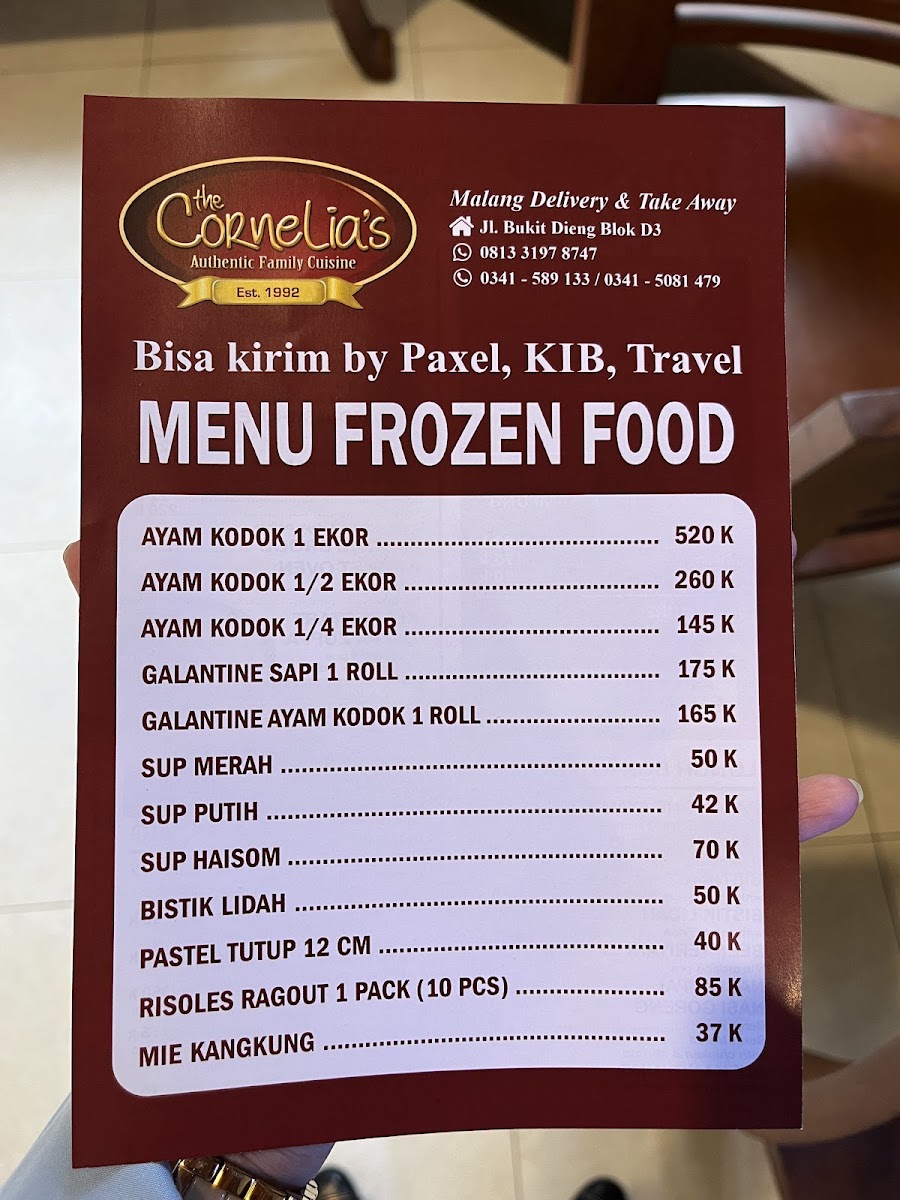 the
CorneLia's
Authentic Family Cuisine
Est. 1992
Malang Delivery & Take Away
Jl. Bukit Dieng Blok D3
0813 3197 8747
0341 - 589 133 / 0341 - 5081 479
Bisa kirim by Paxel, KIB, Travel
MENU FROZEN FOOD
AYAM KODOK 1 EKOR ........................................... 520 K
AYAM KODOK 1/2 EKOR ....................................... 260 K
AYAM KODOK 1/4 EKOR ....................................... 145 K
GALANTINE SAPI 1 ROLL ....................................... 175 K
GALANTINE AYAM KODOK 1 ROLL .......................... 165 K
SUP MERAH .......................................................... 50 K
SUP PUTIH ............................................................ 42 K
SUP HAISOM ......................................................... 70 K
BISTIK LIDAH ........................................................ 50 K
PASTEL TUTUP 12 CM ........................................... 40 K
RISOLES RAGOUT 1 PACK (10 PCS) ....................... 85 K
MIE KANGKUNG .................................................... 37 K